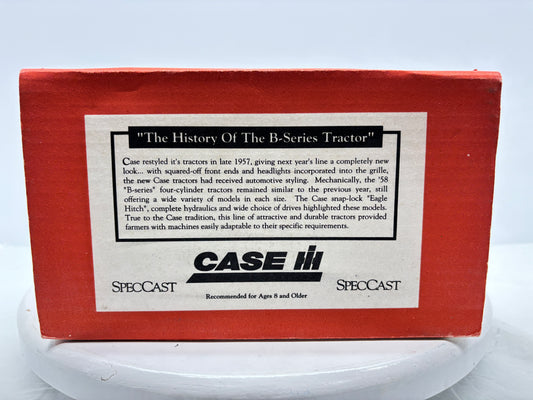 "The History Of The B-Series Tractor"
Case restyled it's tractors in late 1957, giving next year's line a completely new
look... with squared-off front ends and headlights incorporated into the grille,
the new Case tractors had received automotive styling. Mechanically, the '58
"B-series" four-cylinder tractors remained similar to the previous year, still
offering a wide variety of models in each size. The Case snap-lock "Eagle
Hitch", complete hydraulics and wide choice of drives highlighted these models.
True to the Case tradition, this line of attractive and durable tractors provided
farmers with machines easily adaptable to their specific requirements.
CASE IH
SPECCAST
SPECCAST
Recommended for Ages 8 and Older